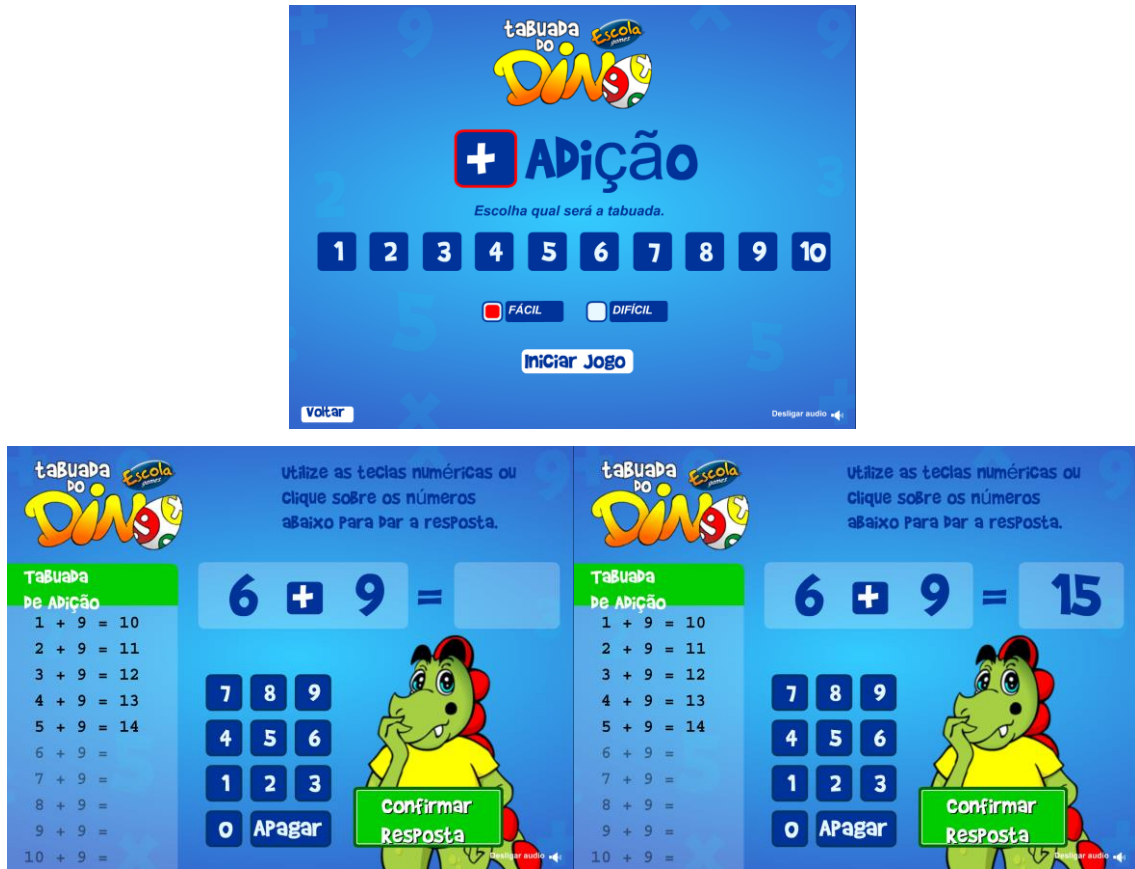 tabuada
do
Dino
Escola
games
+ Adição
Escolha qual será a tabuada.
1 2 3 4 5 6 7 8 9 10
FÁCIL DIFÍCIL
Iniciar Jogo
Voltar
Desligar audio
tabuada
do
Dino
Escola
games
Utilize as teclas numéricas ou
clique sobre os números
abaixo para dar a resposta.
Tabuada
de Adição
1 + 9 = 10
2 + 9 = 11
3 + 9 = 12
4 + 9 = 13
5 + 9 = 14
6 + 9 =
7 + 9 =
8 + 9 =
9 + 9 =
10 + 9 =
6 + 9 =
7 8 9
4 5 6
1 2 3
0 Apagar
Confirmar
Resposta
Desligar audio
tabuada
do
Dino
Escola
games
Utilize as teclas numéricas ou
clique sobre os números
abaixo para dar a resposta.
Tabuada
de Adição
1 + 9 = 10
2 + 9 = 11
3 + 9 = 12
4 + 9 = 13
5 + 9 = 14
6 + 9 =
7 + 9 =
8 + 9 =
9 + 9 =
10 + 9 =
6 + 9 = 15
7 8 9
4 5 6
1 2 3
0 Apagar
Confirmar
Resposta
Desligar audio